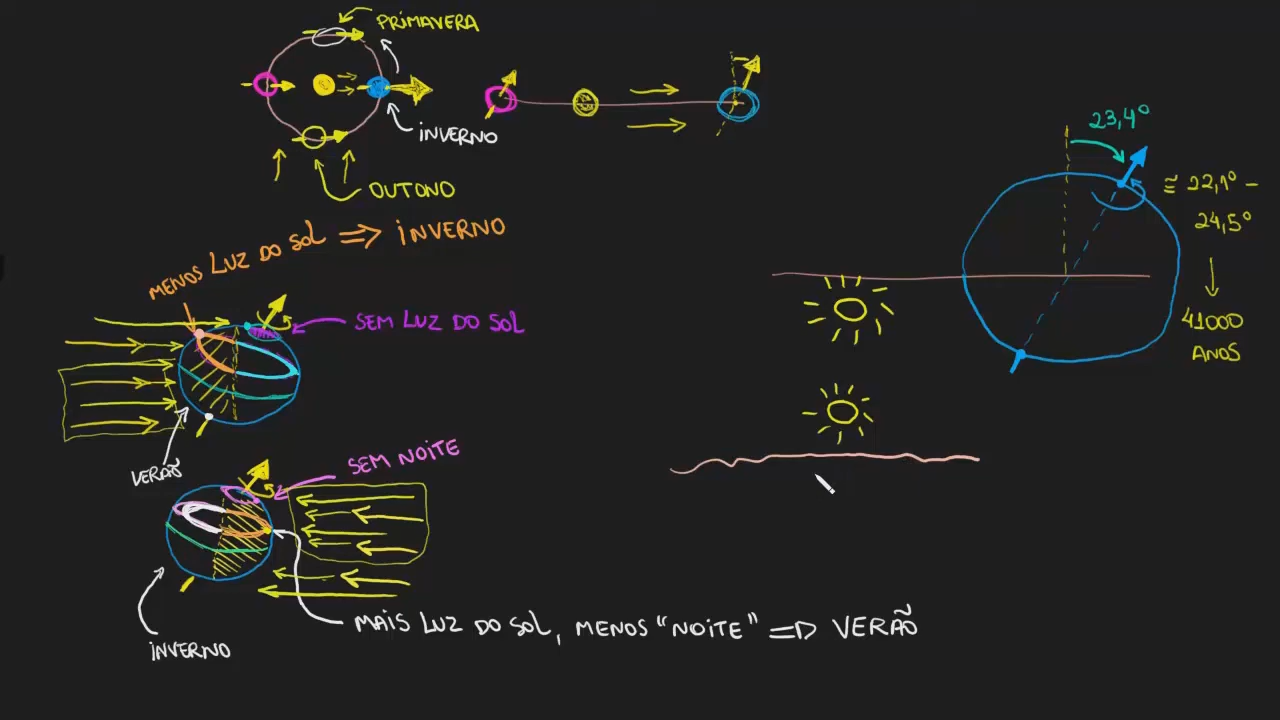 PRIMAVERA
INVERNO
OUTONO
23,4°
≅ 22,1° –
24,5°
41000
ANOS
MENOS LUZ DO SOL => INVERNO
SEM LUZ DO SOL
VERÃO
SEM NOITE
INVERNO
MAIS LUZ DO SOL, MENOS "NOITE" => VERÃO